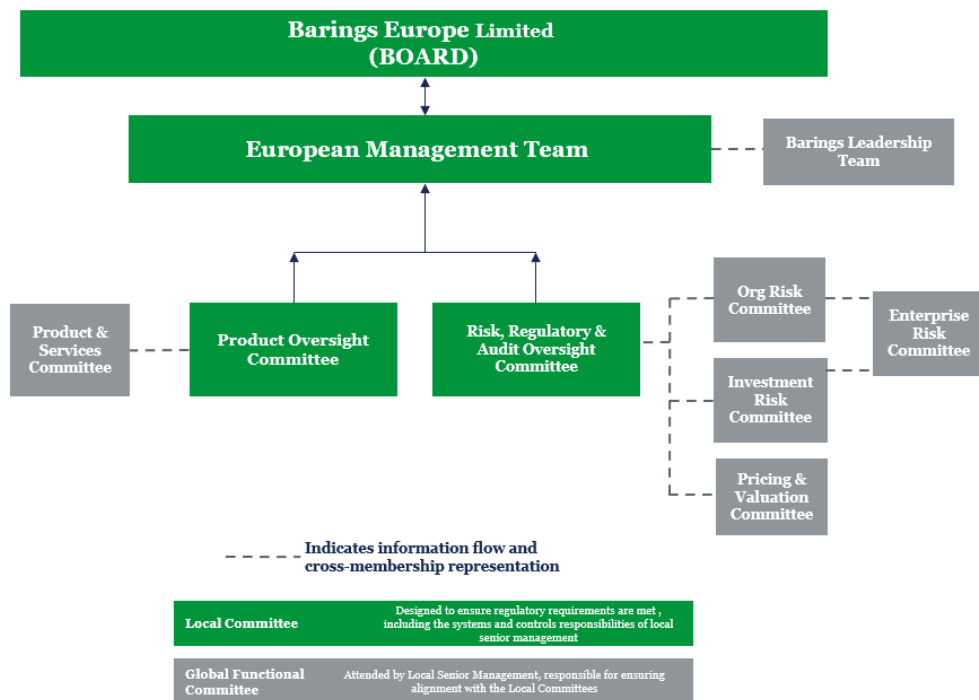 Barings Europe Limited
(BOARD)
European Management Team
Barings Leadership
Team
Org Risk
Committee
Enterprise
Risk
Committee
Product &
Services
Committee
Product Oversight
Committee
Risk, Regulatory &
Audit Oversight
Committee
Investment
Risk
Committee
Pricing &
Valuation
Committee
Indicates information flow and
cross-membership representation
Local Committee
Designed to ensure regulatory requirements are met ,
including the systems and controls responsibilities of local
senior management
Global Functional
Committee
Attended by Local Senior Management, responsible for ensuring
alignment with the Local Committees